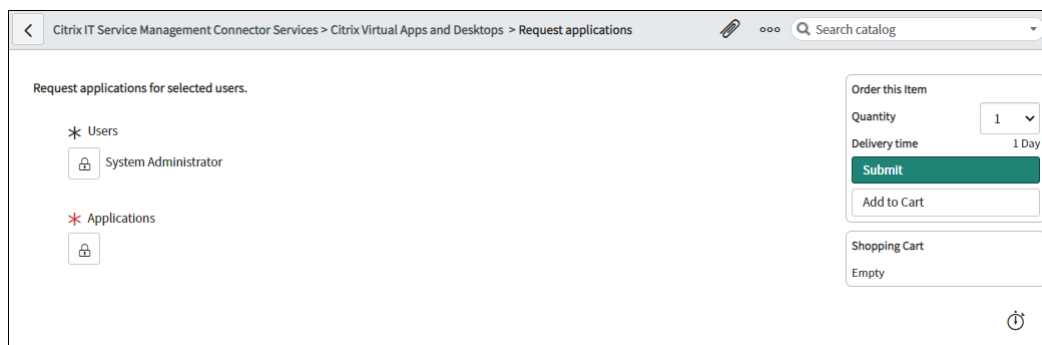 Citrix IT Service Management Connector Services > Citrix Virtual Apps and Desktops > Request applications
Search catalog
Request applications for selected users.
Users
System Administrator
Applications
Order this Item
Quantity
1
Delivery time
1 Day
Submit
Add to Cart
Shopping Cart
Empty